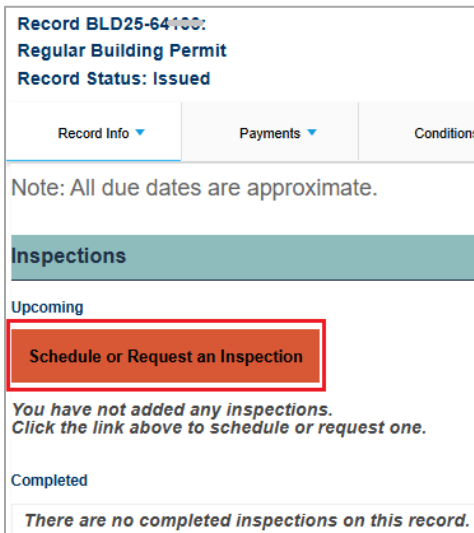 Record BLD25-64
Regular Building Permit
Record Status: Issued
Record Info Payments Conditions
Note: All due dates are approximate.
Inspections
Upcoming
Schedule or Request an Inspection
You have not added any inspections.
Click the link above to schedule or request one.
Completed
There are no completed inspections on this record.